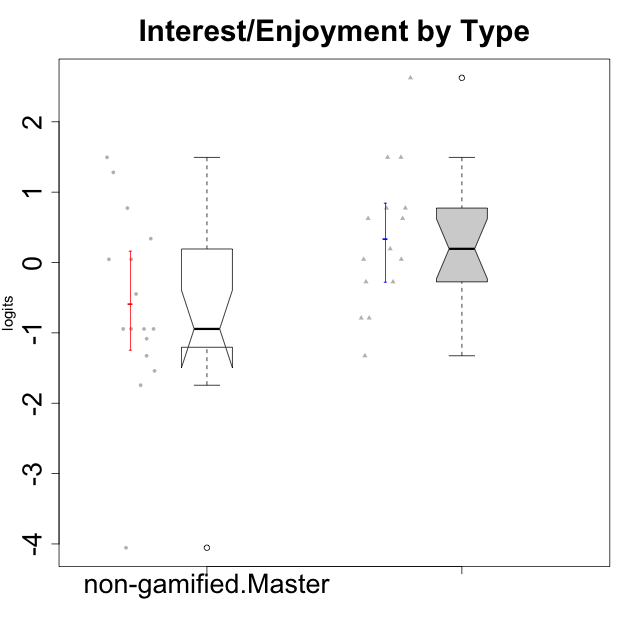 Interest/Enjoyment by Type
2
1
0
-1
-2
-3
-4
logits
non-gamified.Master